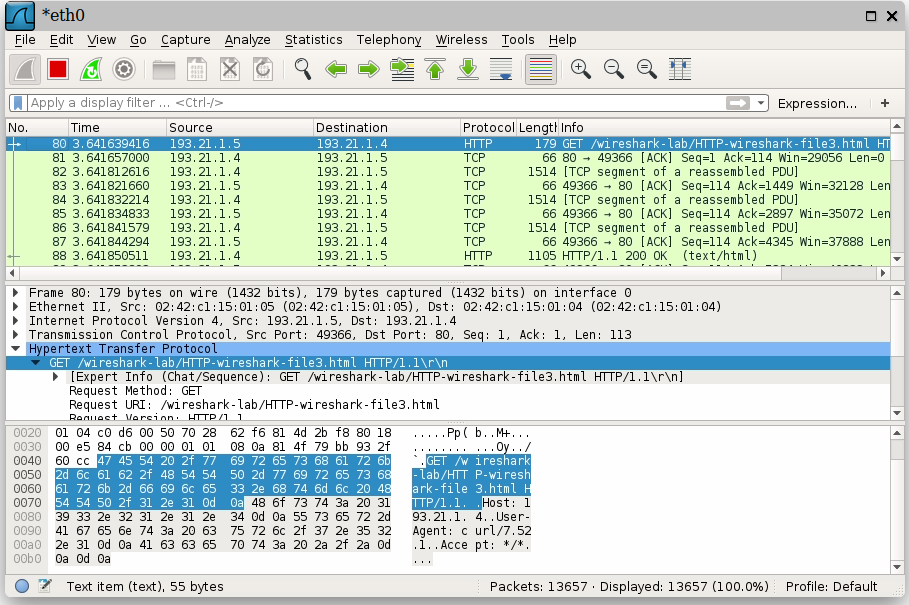 *eth0
File Edit View Go Capture Analyze Statistics Telephony Wireless Tools Help
Apply a display filter ... <Ctrl-/> Expression... +
No. Time Source Destination Protocol Lengtl Info
80 3.641639416 193.21.1.5 193.21.1.4 HTTP 179 GET /wireshark-lab/HTTP-wireshark-file3.html HT
81 3.641657000 193.21.1.4 193.21.1.5 TCP 66 80 → 49366 [ACK] Seq=1 Ack=114 Win=29056 Len=0
82 3.641812616 193.21.1.4 193.21.1.5 TCP 1514 [TCP segment of a reassembled PDU]
83 3.641821660 193.21.1.5 193.21.1.4 TCP 66 49366 → 80 [ACK] Seq=114 Ack=1449 Win=32128 Len
84 3.641832214 193.21.1.4 193.21.1.5 TCP 1514 [TCP segment of a reassembled PDU]
85 3.641834833 193.21.1.5 193.21.1.4 TCP 66 49366 → 80 [ACK] Seq=114 Ack=2897 Win=35072 Len
86 3.641841579 193.21.1.4 193.21.1.5 TCP 1514 [TCP segment of a reassembled PDU]
87 3.641844294 193.21.1.5 193.21.1.4 TCP 66 49366 → 80 [ACK] Seq=114 Ack=4345 Win=37888 Len
88 3.641850511 193.21.1.4 193.21.1.5 HTTP 1105 HTTP/1.1 200 OK (text/html)
Frame 80: 179 bytes on wire (1432 bits), 179 bytes captured (1432 bits) on interface 0
Ethernet II, Src: 02:42:c1:15:01:05 (02:42:c1:15:01:05), Dst: 02:42:c1:15:01:04 (02:42:c1:15:01:04)
Internet Protocol Version 4, Src: 193.21.1.5, Dst: 193.21.1.4
Transmission Control Protocol, Src Port: 49366, Dst Port: 80, Seq: 1, Ack: 1, Len: 113
Hypertext Transfer Protocol
GET /wireshark-lab/HTTP-wireshark-file3.html HTTP/1.1\r\n
[Expert Info (Chat/Sequence): GET /wireshark-lab/HTTP-wireshark-file3.html HTTP/1.1\r\n]
Request Method: GET
Request URI: /wireshark-lab/HTTP-wireshark-file3.html
Request Version: HTTP/1.1
0020 01 04 c0 d6 00 50 70 28 62 f6 81 4d 2b f8 80 18 .....Pp( b..M+...
0030 00 e5 84 cb 00 00 01 01 08 0a 81 4f 79 bb 93 2f ........ ...Oy../
0040 60 cc 47 45 54 20 2f 77 69 72 65 73 68 61 72 6b `.GET /w ireshark
0050 2d 6c 61 62 2f 48 54 54 50 2d 77 69 72 65 73 68 -lab/HTT P-wiresh
0060 61 72 6b 2d 66 69 6c 65 33 2e 68 74 6d 6c 20 48 ark-file 3.html H
0070 54 54 50 2f 31 2e 31 0d 0a 48 6f 73 74 3a 20 31 TTP/1.1. .Host: 1
0080 39 33 2e 32 31 2e 31 2e 34 0d 0a 55 73 65 72 2d 93.21.1. 4..User-
0090 41 67 65 6e 74 3a 20 63 75 72 6c 2f 37 2e 35 32 Agent: c url/7.52
00a0 2e 31 0d 0a 41 63 63 65 70 74 3a 20 2a 2f 2a 0d .1..Acce pt: */*.
00b0 0a 0d 0a ...
Text item (text), 55 bytes Packets: 13657 · Displayed: 13657 (100.0%) Profile: Default